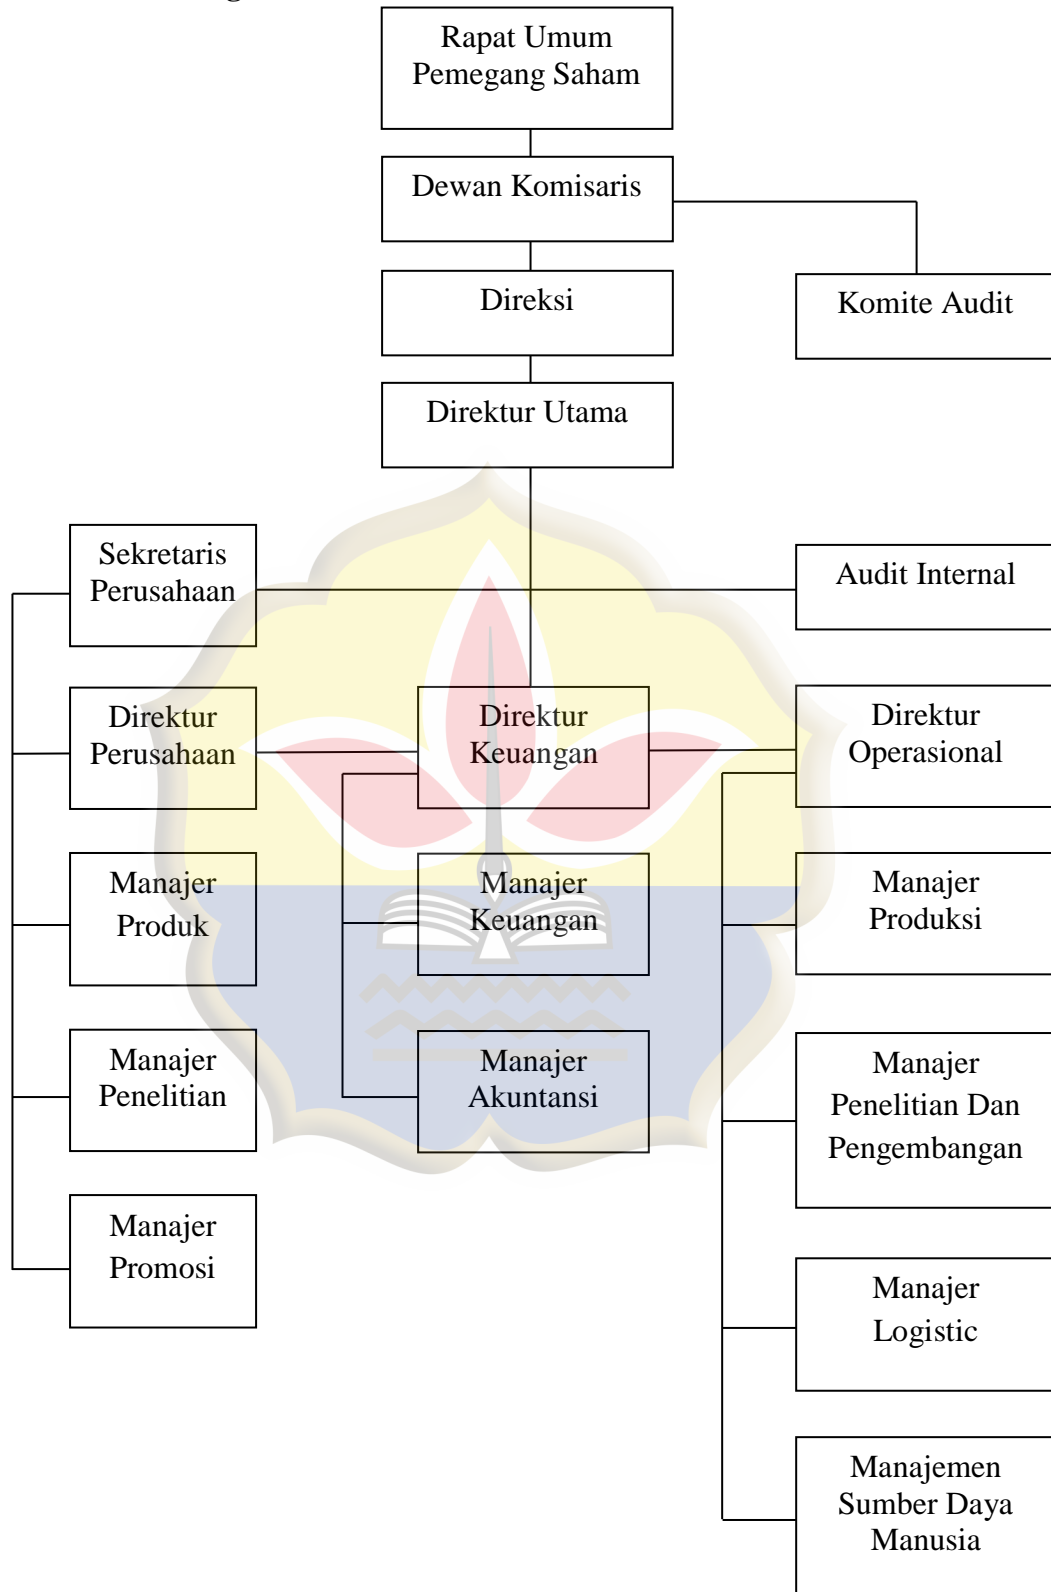 Rapat Umum
Pemegang Saham
Dewan Komisaris
Direksi
Komite Audit
Direktur Utama
Sekretaris
Perusahaan
Audit Internal
Direktur
Perusahaan
Direktur
Keuangan
Direktur
Operasional
Manajer
Produk
Manajer
Keuangan
Manajer
Produksi
Manajer
Penelitian
Manajer
Akuntansi
Manajer
Penelitian Dan
Pengembangan
Manajer
Promosi
Manajer
Logistic
Manajemen
Sumber Daya
Manusia